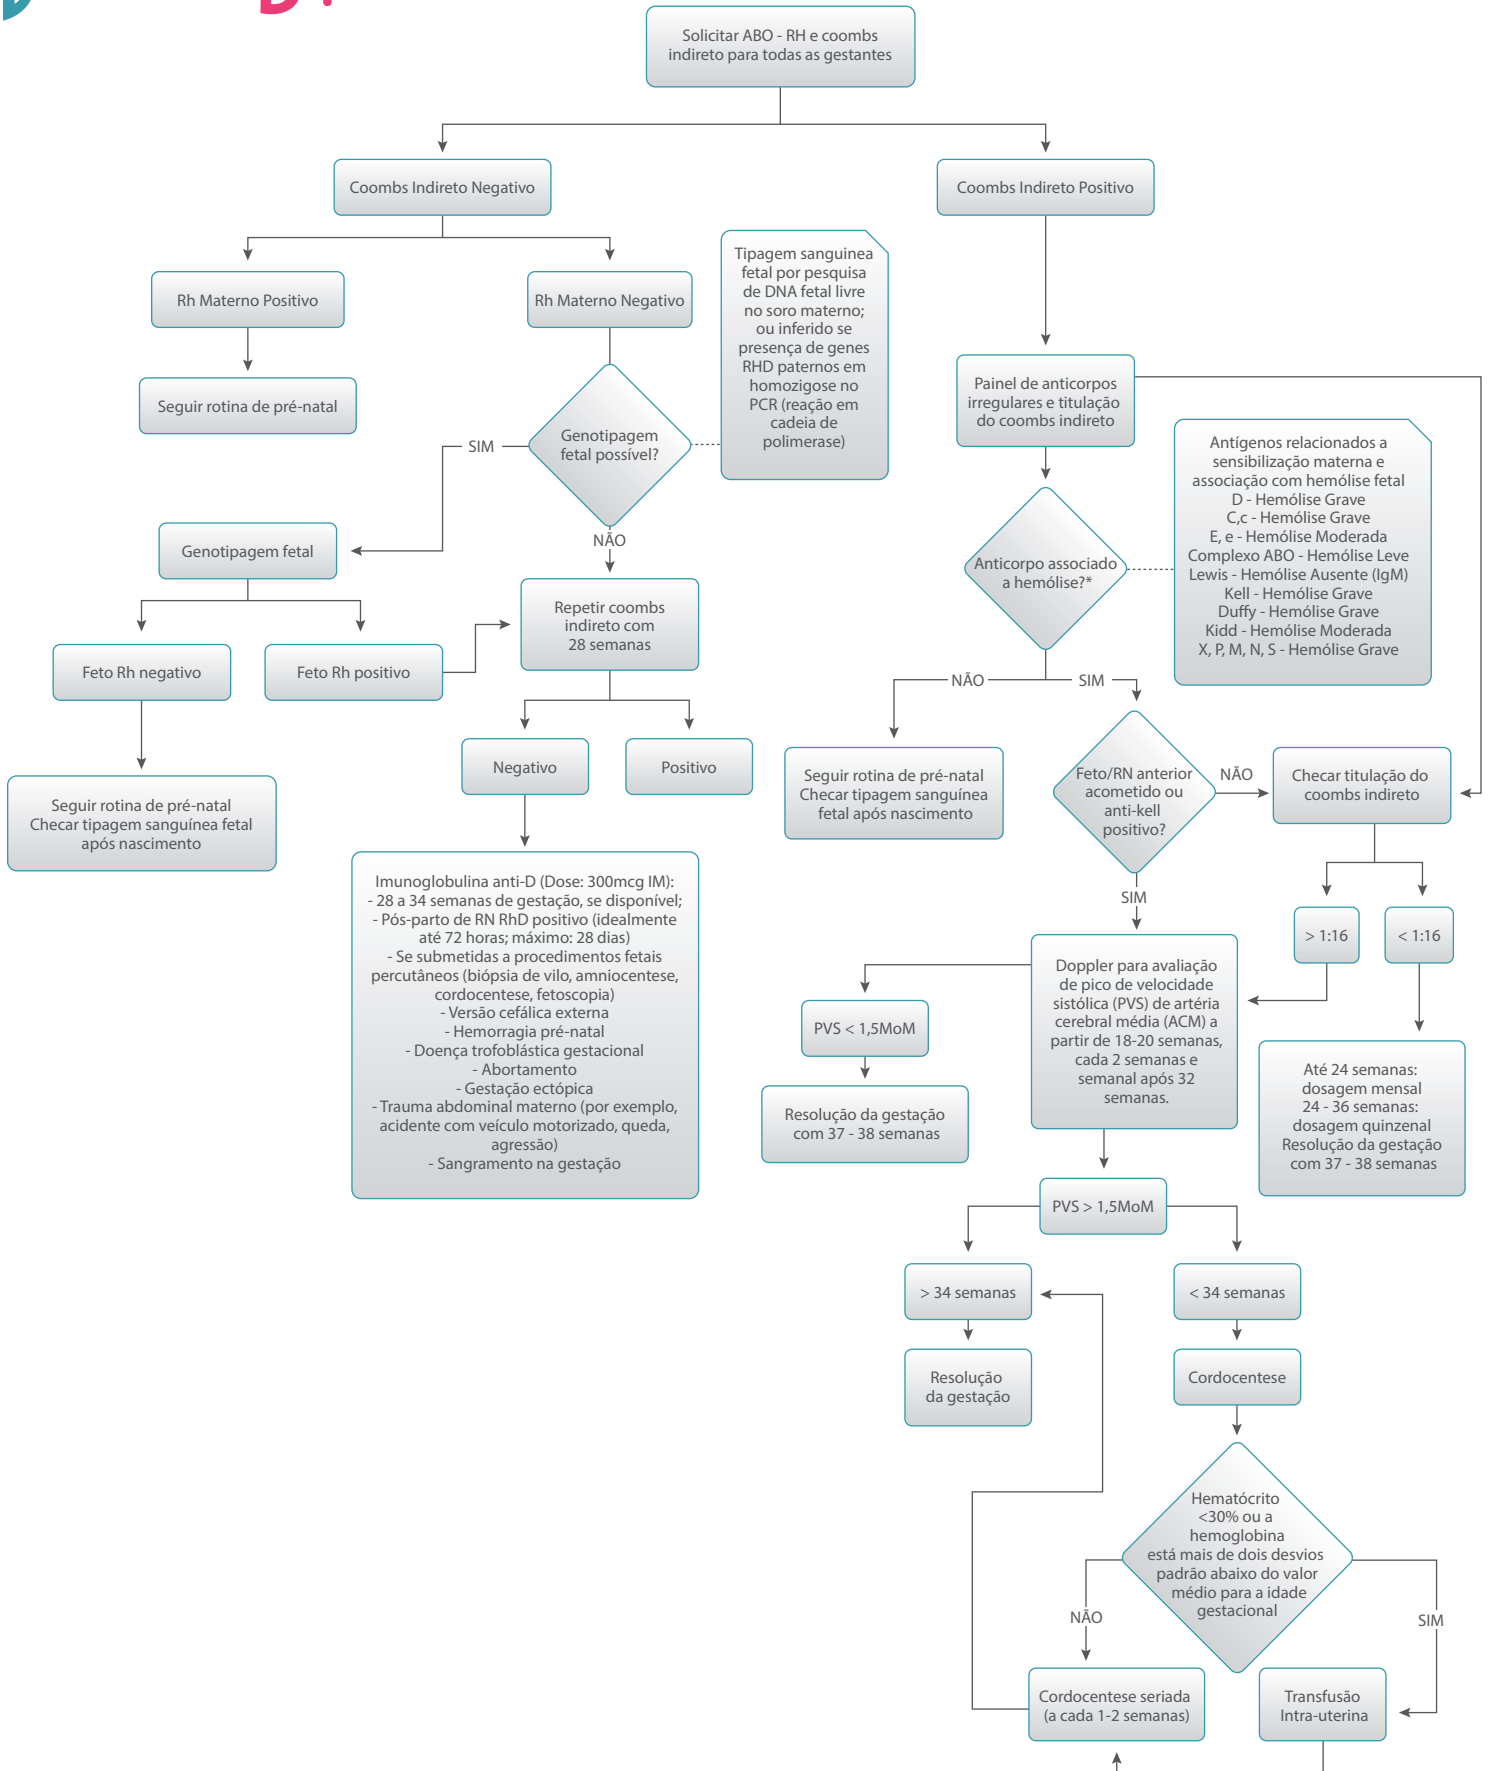 Solicitar ABO - RH e coombs
indireto para todas as gestantes
Coombs Indireto Negativo
Coombs Indireto Positivo
Rh Materno Positivo
Rh Materno Negativo
Tipagem sanguinea
fetal por pesquisa
de DNA fetal livre
no soro materno;
ou inferido se
presença de genes
RHD paternos em
homozigose no
PCR (reação em
cadeia de
polimerase)
Seguir rotina de pré-natal
Genotipagem
fetal possível?
SIM
NÃO
Painel de anticorpos
irregulares e titulação
do coombs indireto
Antígenos relacionados a
sensibilização materna e
associação com hemólise fetal
D - Hemólise Grave
C,c - Hemólise Grave
E, e - Hemólise Moderada
Complexo ABO - Hemólise Leve
Lewis - Hemólise Ausente (IgM)
Kell - Hemólise Grave
Duffy - Hemólise Grave
Kidd - Hemólise Moderada
X, P, M, N, S - Hemólise Grave
Genotipagem fetal
Anticorpo associado
a hemólise?*
Repetir coombs
indireto com
28 semanas
Feto Rh negativo
Feto Rh positivo
NÃO
SIM
Negativo
Positivo
Seguir rotina de pré-natal
Checar tipagem sanguínea fetal
após nascimento
Seguir rotina de pré-natal
Checar tipagem sanguínea
fetal após nascimento
Feto/RN anterior
acometido ou
anti-kell
positivo?
NÃO
SIM
Checar titulação do
coombs indireto
Imunoglobulina anti-D (Dose: 300mcg IM):
- 28 a 34 semanas de gestação, se disponível;
- Pós-parto de RN RhD positivo (idealmente
até 72 horas; máximo: 28 dias)
- Se submetidas a procedimentos fetais
percutâneos (biópsia de vilo, amniocentese,
cordocentese, fetoscopia)
- Versão cefálica externa
- Hemorragia pré-natal
- Doença trofoblástica gestacional
- Abortamento
- Gestação ectópica
- Trauma abdominal materno (por exemplo,
acidente com veículo motorizado, queda,
agressão)
- Sangramento na gestação
> 1:16
< 1:16
Doppler para avaliação
de pico de velocidade
sistólica (PVS) de artéria
cerebral média (ACM) a
partir de 18-20 semanas,
cada 2 semanas e
semanal após 32
semanas.
PVS < 1,5MoM
Resolução da gestação
com 37 - 38 semanas
Até 24 semanas:
dosagem mensal
24 - 36 semanas:
dosagem quinzenal
Resolução da gestação
com 37 - 38 semanas
PVS > 1,5MoM
> 34 semanas
< 34 semanas
Resolução
da gestação
Cordocentese
Hematócrito
<30% ou a
hemoglobina
está mais de dois desvios
padrão abaixo do valor
médio para a idade
gestacional
NÃO
SIM
Cordocentese seriada
(a cada 1-2 semanas)
Transfusão
Intra-uterina